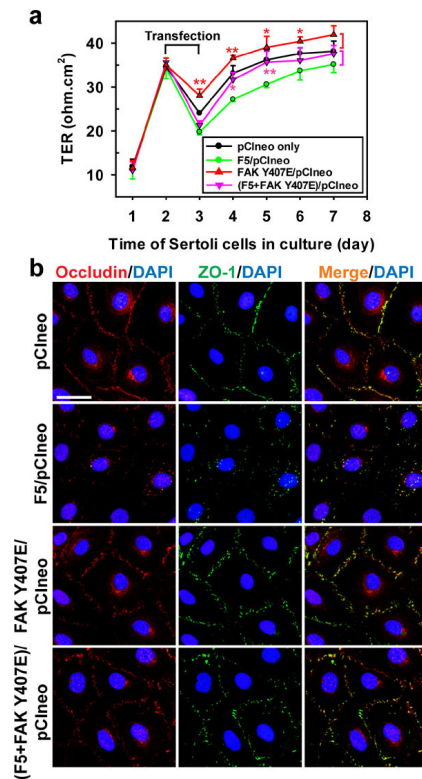 a
Transfection
TER (ohm.cm²)
40
30
20
10
* ** ** * * * ** *
pCIneo only
F5/pCIneo
FAK Y407E/pCIneo
(F5+FAK Y407E)/pCIneo
1 2 3 4 5 6 7 8
Time of Sertoli cells in culture (day)
b
Occludin/DAPI ZO-1/DAPI Merge/DAPI
pCIneo
F5/pCIneo
FAK Y407E/
pCIneo
(F5+FAK Y407E)/
pCIneo